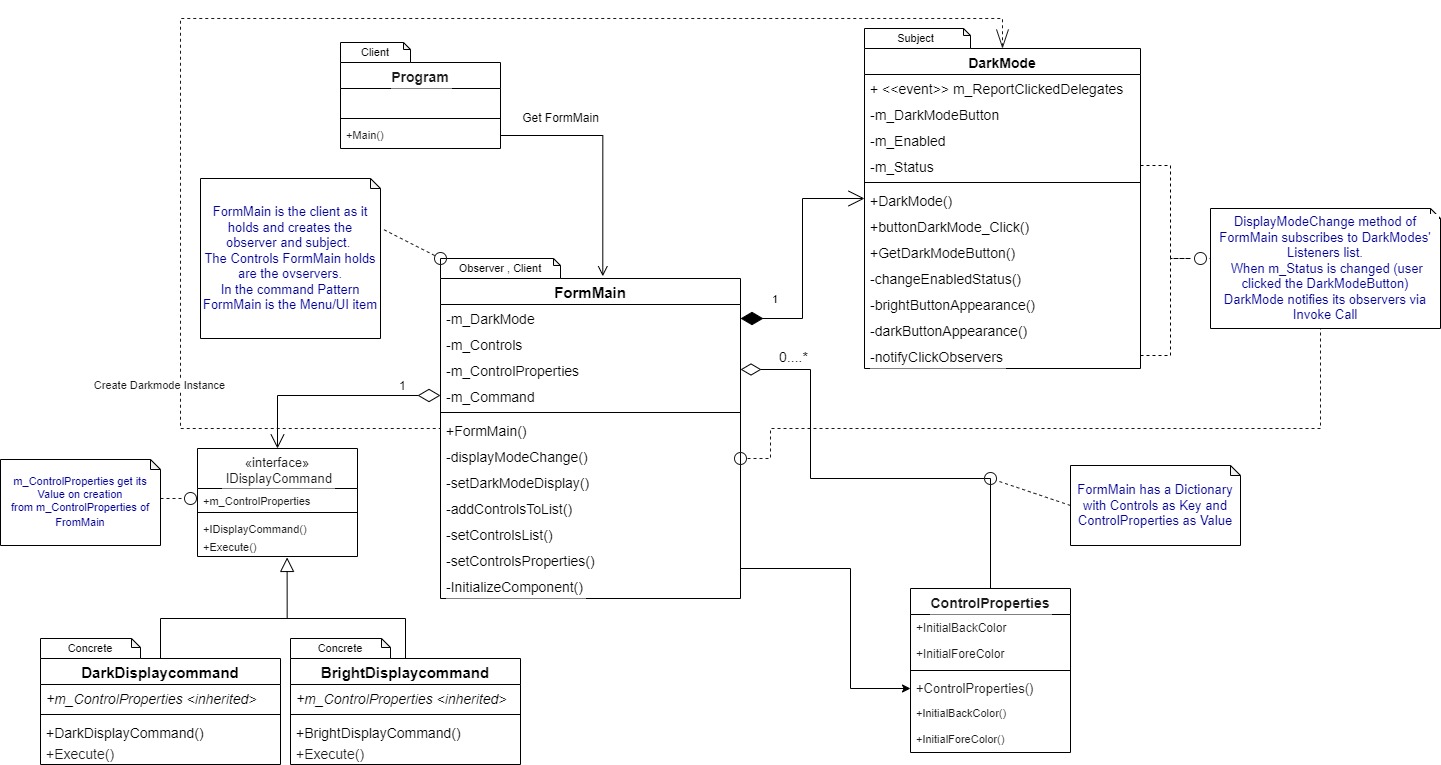 Client
Program
+Main()
Get FormMain
Subject
DarkMode
+ <<event>> m_ReportClickedDelegates
-m_DarkModeButton
-m_Enabled
-m_Status
+DarkMode()
+buttonDarkMode_Click()
+GetDarkModeButton()
-changeEnabledStatus()
-brightButtonAppearance()
-darkButtonAppearance()
-notifyClickObservers
DisplayModeChange method of
FormMain subscribes to DarkModes'
Listeners list.
When m_Status is changed (user
clicked the DarkModeButton)
DarkMode notifies its observers via
Invoke Call
FormMain is the client as it
holds and creates the
observer and subject.
The Controls FormMain holds
are the ovservers.
In the command Pattern
FormMain is the Menu/UI item
Observer , Client
FormMain
-m_DarkMode
-m_Controls
-m_ControlProperties
-m_Command
+FormMain()
-displayModeChange()
-setDarkModeDisplay()
-addControlsToList()
-setControlsList()
-setControlsProperties()
-InitializeComponent()
1
0....*
1
Create Darkmode Instance
«interface»
IDisplayCommand
+m_ControlProperties
+IDisplayCommand()
+Execute()
m_ControlProperties get its
Value on creation
from m_ControlProperties of
FromMain
FormMain has a Dictionary
with Controls as Key and
ControlProperties as Value
ControlProperties
+InitialBackColor
+InitialForeColor
+ControlProperties()
+InitialBackColor()
+InitialForeColor()
Concrete
DarkDisplaycommand
+m_ControlProperties <inherited>
+DarkDisplayCommand()
+Execute()
Concrete
BrightDisplaycommand
+m_ControlProperties <inherited>
+BrightDisplayCommand()
+Execute()